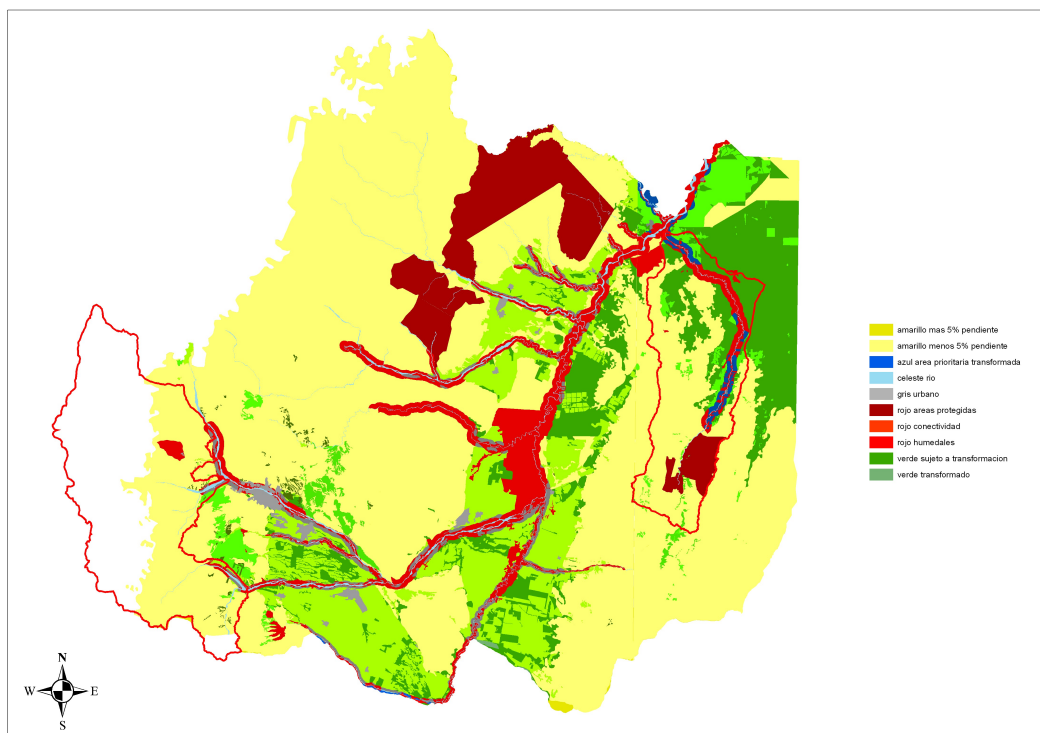 amarillo mas 5% pendiente
amarillo menos 5% pendiente
azul area prioritaria transformada
celeste rio
gris urbano
rojo areas protegidas
rojo conectividad
rojo humedales
verde sujeto a transformacion
verde transformado
N
W E
S